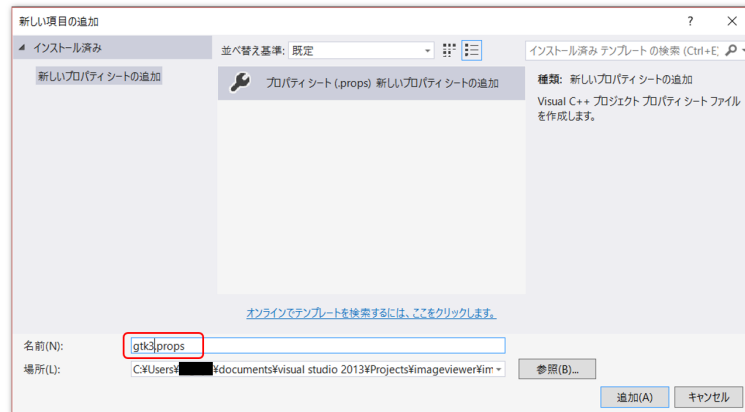 新しい項目の追加
? ×
インストール済み
並べ替え基準: 既定
インストール済み テンプレート の検索 (Ctrl+E)
新しいプロパティ シートの追加
プロパティ シート (.props) 新しいプロパティ シートの追加
種類: 新しいプロパティ シートの追加
Visual C++ プロジェクト プロパティ シート ファイル
を作成します。
オンラインでテンプレートを検索するには、ここをクリックします。
名前(N):
gtk3.props
場所(L):
C:¥Users¥ ¥documents¥visual studio 2013¥Projects¥imageviewer¥im
参照(B)...
追加(A)
キャンセル